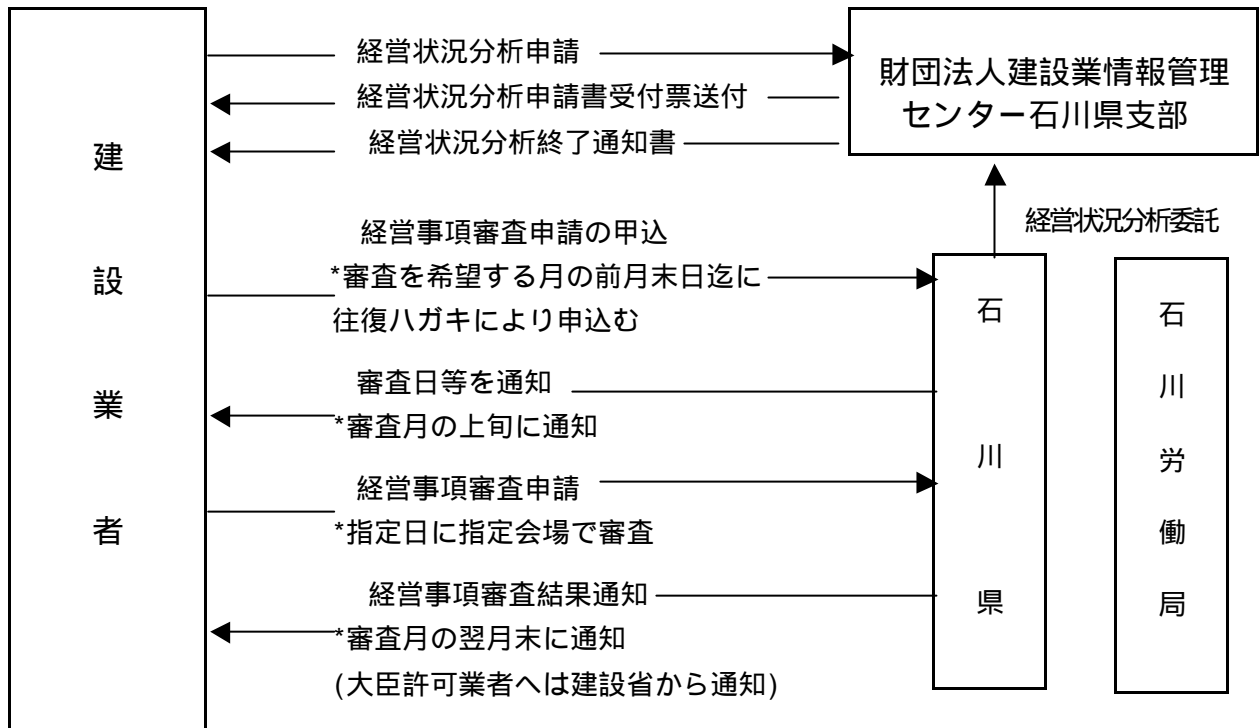 建設業者
経営状況分析申請
経営状況分析申請書受付票送付
経営状況分析終了通知書
財団法人建設業情報管理
センター石川県支部
経営状況分析委託
経営事項審査申請の甲込
*審査を希望する月の前月末日迄に
往復ハガキにより申込む
審査日等を通知
*審査月の上旬に通知
経営事項審査申請
*指定日に指定会場で審査
経営事項審査結果通知
*審査月の翌月末に通知
(大臣許可業者へは建設省から通知)
石川県
石川労働局